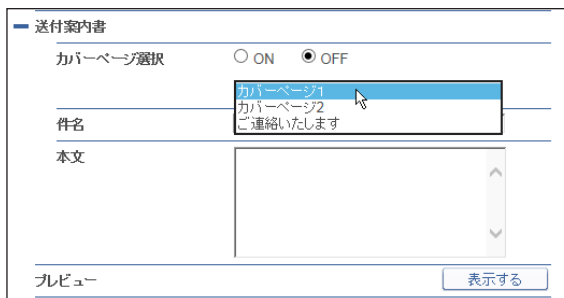 送付案内書
カバーページ選択 ON OFF
カバーページ1
カバーページ2
ご連絡いたします
件名
本文
プレビュー 表示する